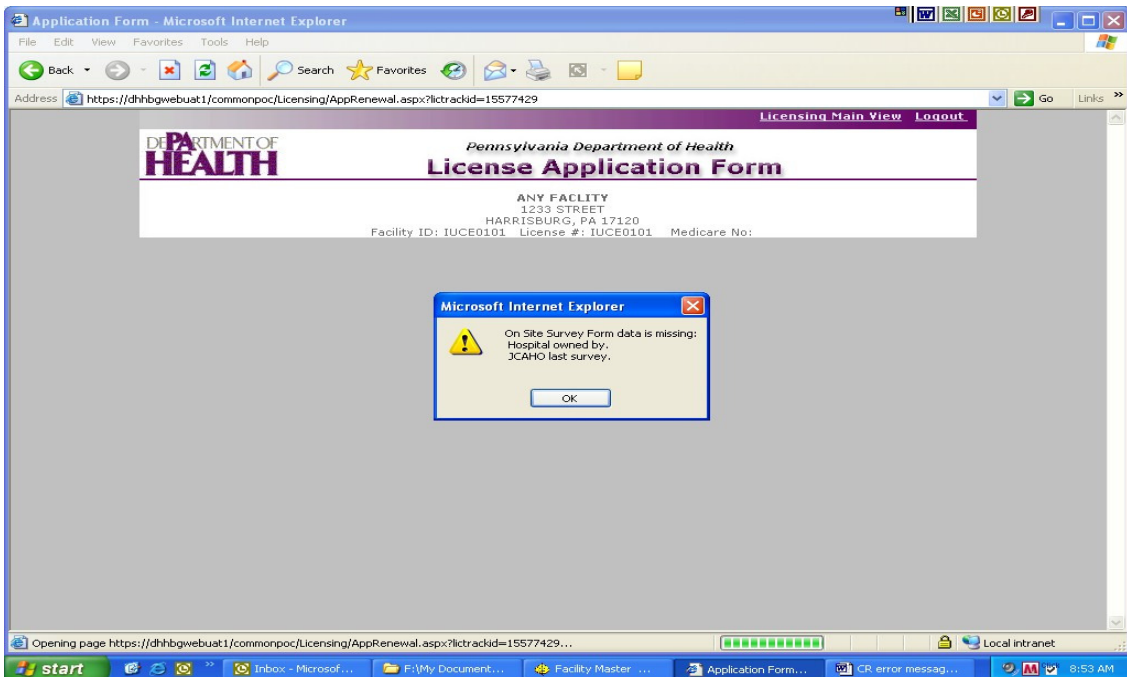 Application Form - Microsoft Internet Explorer
File Edit View Favorites Tools Help
Back Search Favorites
Address https://dhhbgwebuat1/commonpoc/Licensing/AppRenewal.aspx?lictrackid=15577429 Go Links »
Licensing Main View Logout
DEPARTMENT OF
HEALTH
Pennsylvania Department of Health
License Application Form
ANY FACLITY
1233 STREET
HARRISBURG, PA 17120
Facility ID: IUCE0101 License #: IUCE0101 Medicare No:
Microsoft Internet Explorer
On Site Survey Form data is missing:
Hospital owned by.
JCAHO last survey.
OK
Opening page https://dhhbgwebuat1/commonpoc/Licensing/AppRenewal.aspx?lictrackid=15577429... Local intranet
start » Inbox - Microsof... F:\My Document... Facility Master ... Application Form... CR error messag... 8:53 AM